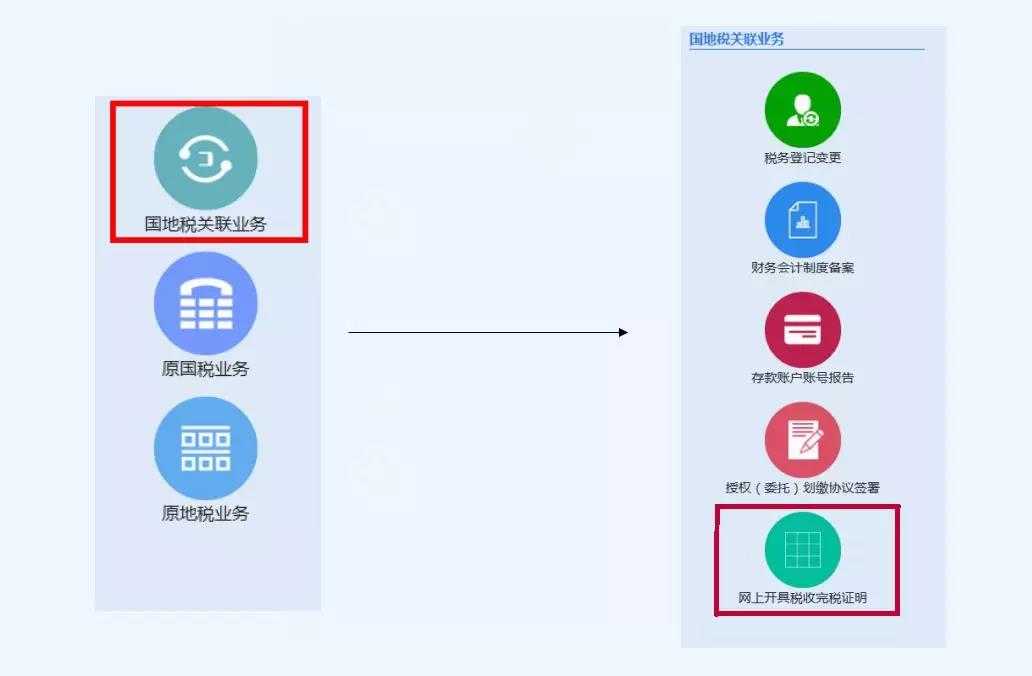 国地税关联业务
原国税业务
原地税业务
国地税关联业务
税务登记变更
财务会计制度备案
存款账户账号报告
授权（委托）划缴协议签署
网上开具税收完税证明